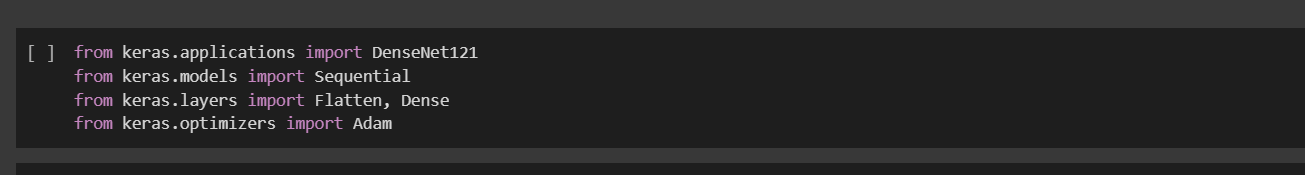 [ ] from keras.applications import DenseNet121
from keras.models import Sequential
from keras.layers import Flatten, Dense
from keras.optimizers import Adam